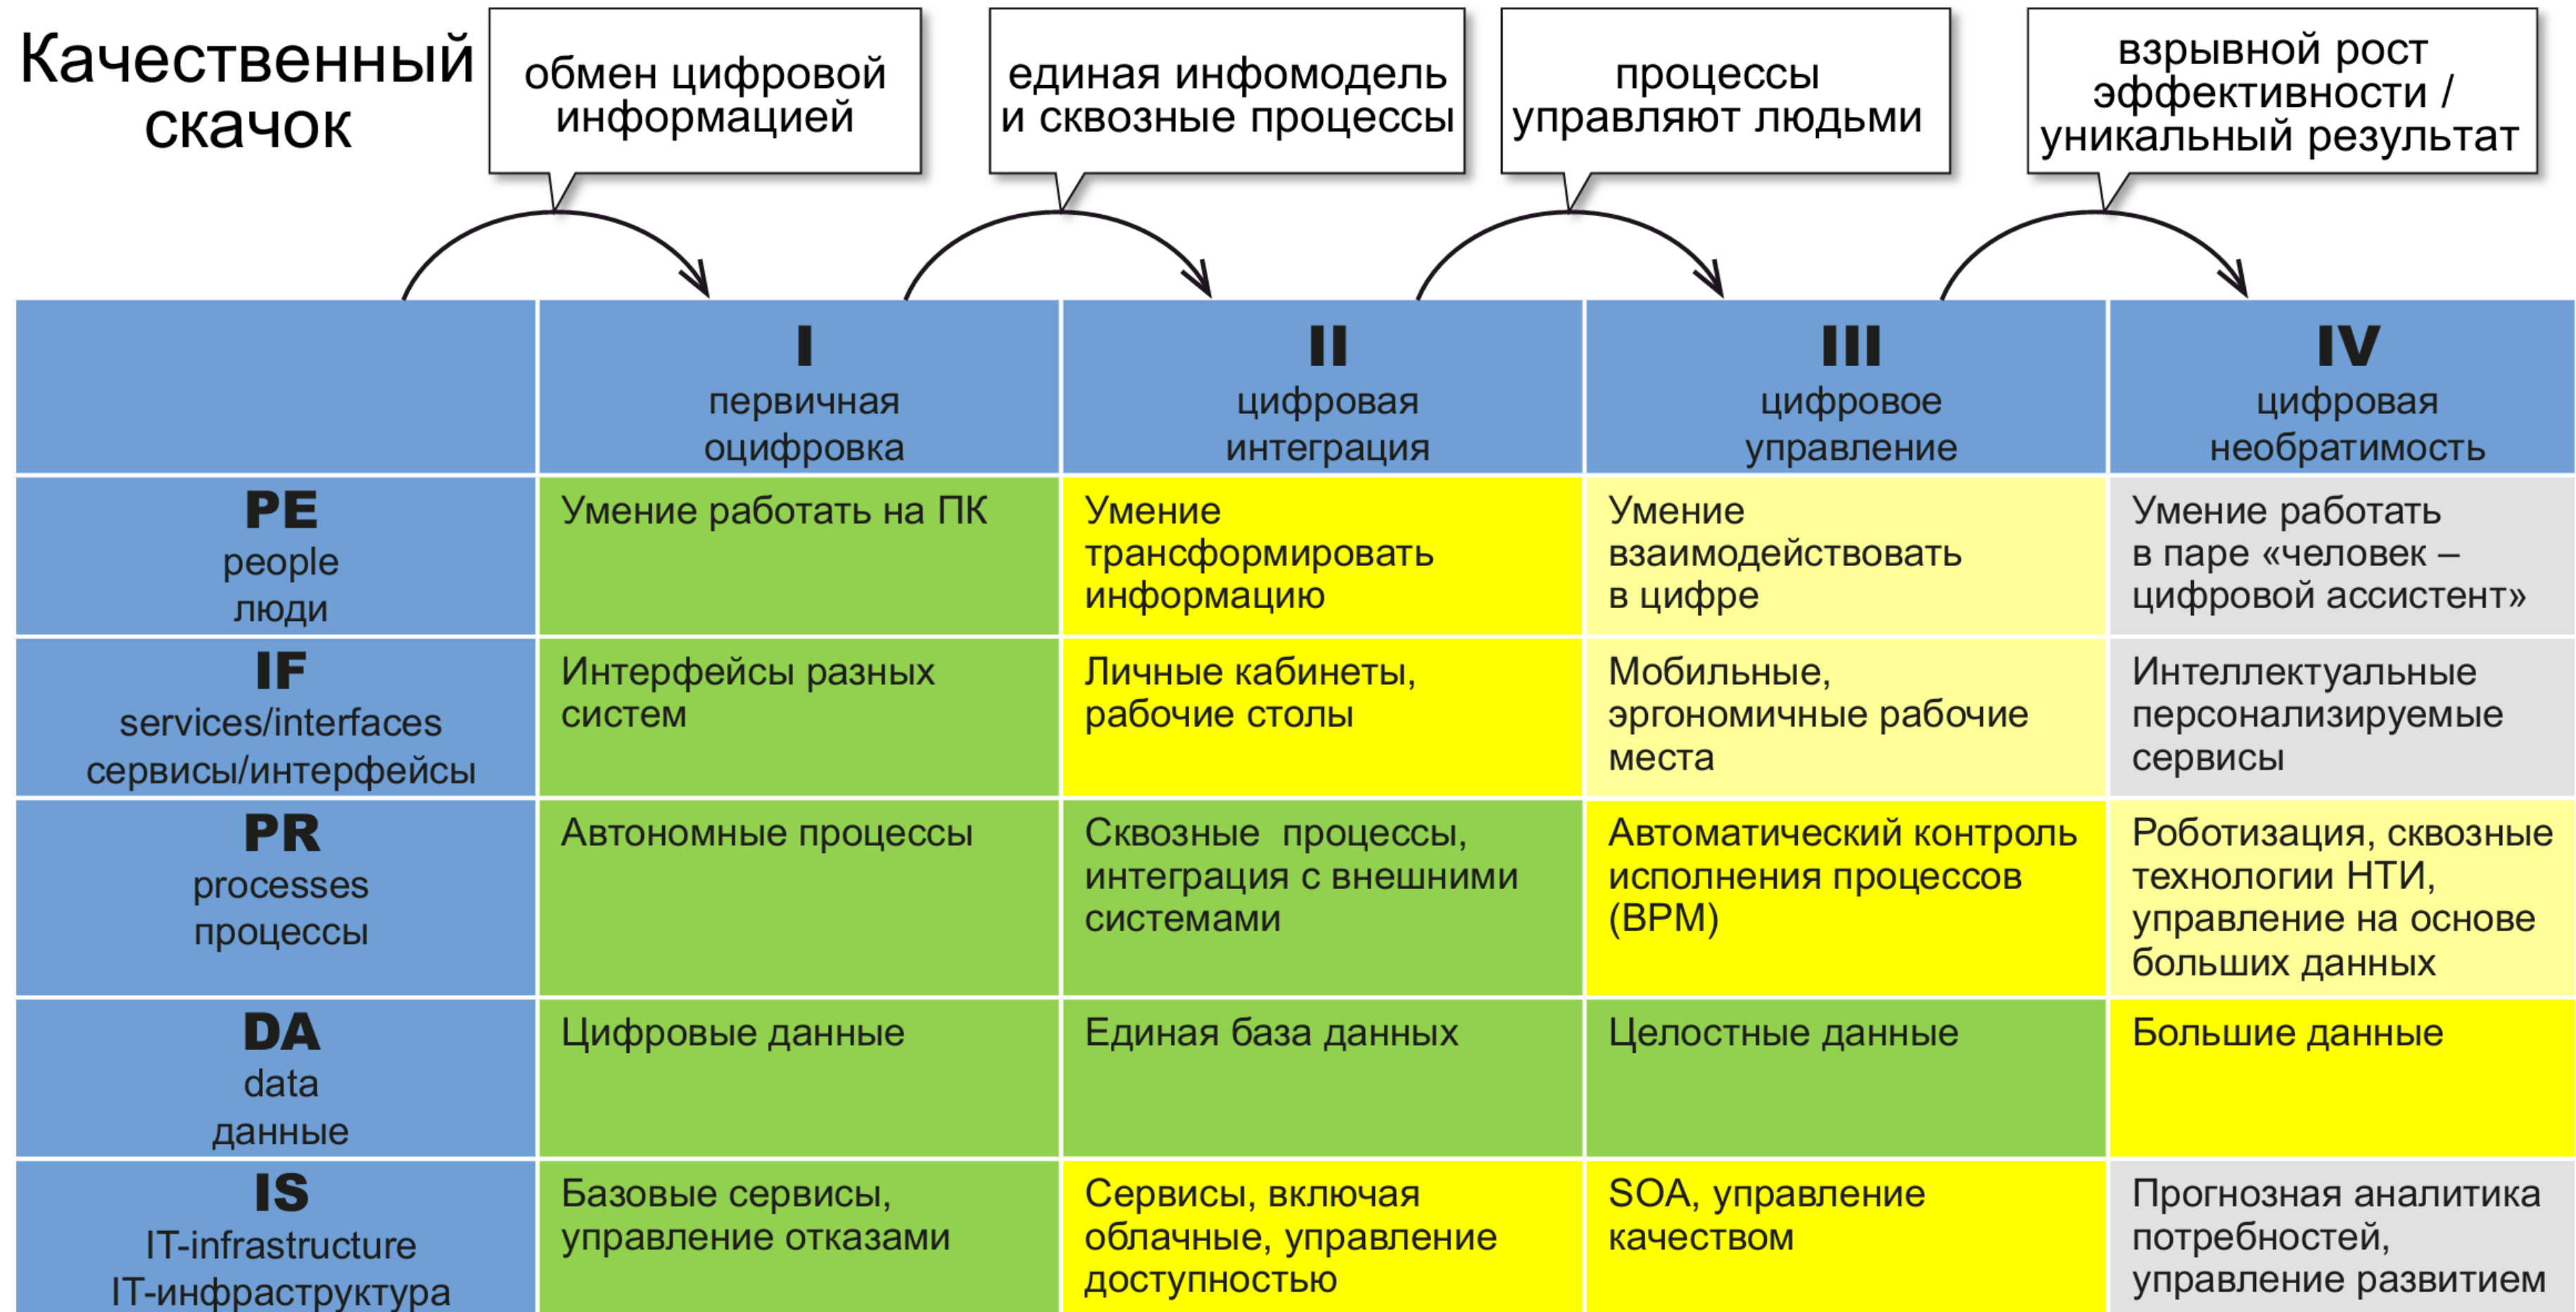 Качественный
скачок
обмен цифровой
информацией
единая инфомодель
и сквозные процессы
процессы
управляют людьми
взрывной рост
эффективности /
уникальный результат
I
первичная
оцифровка
II
цифровая
интеграция
III
цифровое
управление
IV
цифровая
необратимость
PE
people
люди
Умение работать на ПК
Умение
трансформировать
информацию
Умение
взаимодействовать
в цифре
Умение работать
в паре «человек –
цифровой ассистент»
IF
services/interfaces
сервисы/интерфейсы
Интерфейсы разных
систем
Личные кабинеты,
рабочие столы
Мобильные,
эргономичные рабочие
места
Интеллектуальные
персонализируемые
сервисы
PR
processes
процессы
Автономные процессы
Сквозные процессы,
интеграция с внешними
системами
Автоматический контроль
исполнения процессов
(BPM)
Роботизация, сквозные
технологии НТИ,
управление на основе
больших данных
DA
data
данные
Цифровые данные
Единая база данных
Целостные данные
Большие данные
IS
IT-infrastructure
IT-инфраструктура
Базовые сервисы,
управление отказами
Сервисы, включая
облачные, управление
доступностью
SOA, управление
качеством
Прогнозная аналитика
потребностей,
управление развитием